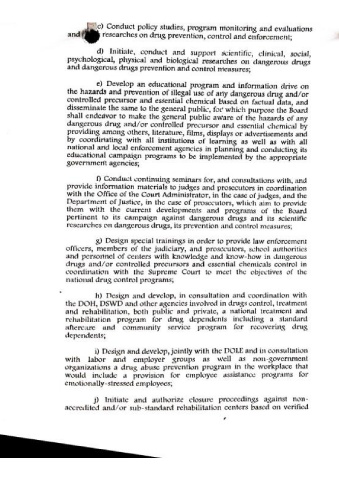 c) Conduct policy studies, program monitoring and evaluations
and researches on drug prevention, control and enforcement;
d) Initiate, conduct and support scientific, clinical, social,
psychological, physical and biological researches on dangerous drugs
and dangerous drugs prevention and control measures;
e) Develop an educational program and information drive on
the hazards and prevention of illegal use of any dangerous drug and/or
controlled precursor and essential chemical based on factual data, and
disseminate the same to the general public, for which purpose the Board
shall endeavor to make the general public aware of the hazards of any
dangerous drug and/or controlled precursor and essential chemical by
providing among others, literature, films, displays or advertisements and
by coordinating with all institutions of learning as well as with all
national and local enforcement agencies in planning and conducting its
educational campaign programs to be implemented by the appropriate
government agencies;
f) Conduct continuing seminars for, and consultations with, and
provide information materials to judges and prosecutors in coordination
with the Office of the Court Administrator, in the case of judges, and the
Department of Justice, in the case of prosecutors, which aim to provide
them with the current developments and programs of the Board
pertinent to its campaign against dangerous drugs and its scientific
researches on dangerous drugs, its prevention and control measures;
g) Design special trainings in order to provide law enforcement
officers, members of the judiciary, and prosecutors, school authorities
and personnel of centers with knowledge and know-how in dangerous
drugs and/or controlled precursors and essential chemicals control in
coordination with the Supreme Court to meet the objectives of the
national drug control programs;
h) Design and develop, in consultation and coordination with
the DOH, DSWD and other agencies involved in drugs control, treatment
and rehabilitation, both public and private, a national treatment and
rehabilitation program for drug dependents including a standard
aftercare and community service program for recovering drug
dependents;
i) Design and develop, jointly with the DOLE and in consultation
with labor and employer groups as well as non-government
organizations a drug abuse prevention program in the workplace that
would include a provision for employee assistance programs for
emotionally-stressed employees;
j) Initiate and authorize closure proceedings against non-
accredited and/or sub-standard rehabilitation centers based on verified